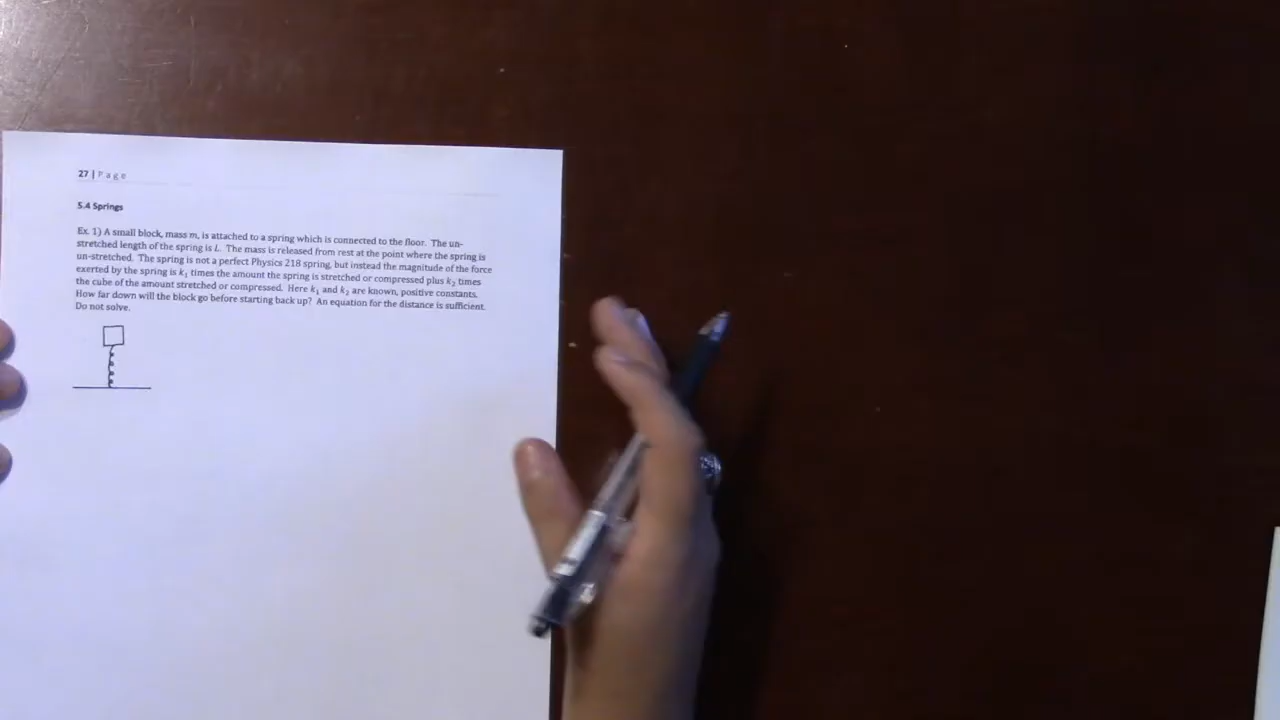 27 | P a g e
5.4 Springs
Ex. 1) A small block, mass m, is attached to a spring which is connected to the floor. The un-
stretched length of the spring is L. The mass is released from rest at the point where the spring is
un-stretched. The spring is not a perfect Physics 218 spring, but instead the magnitude of the force
exerted by the spring is k₁ times the amount the spring is stretched or compressed plus k₂ times
the cube of the amount stretched or compressed. Here k₁ and k₂ are known, positive constants.
How far down will the block go before starting back up? An equation for the distance is sufficient.
Do not solve.